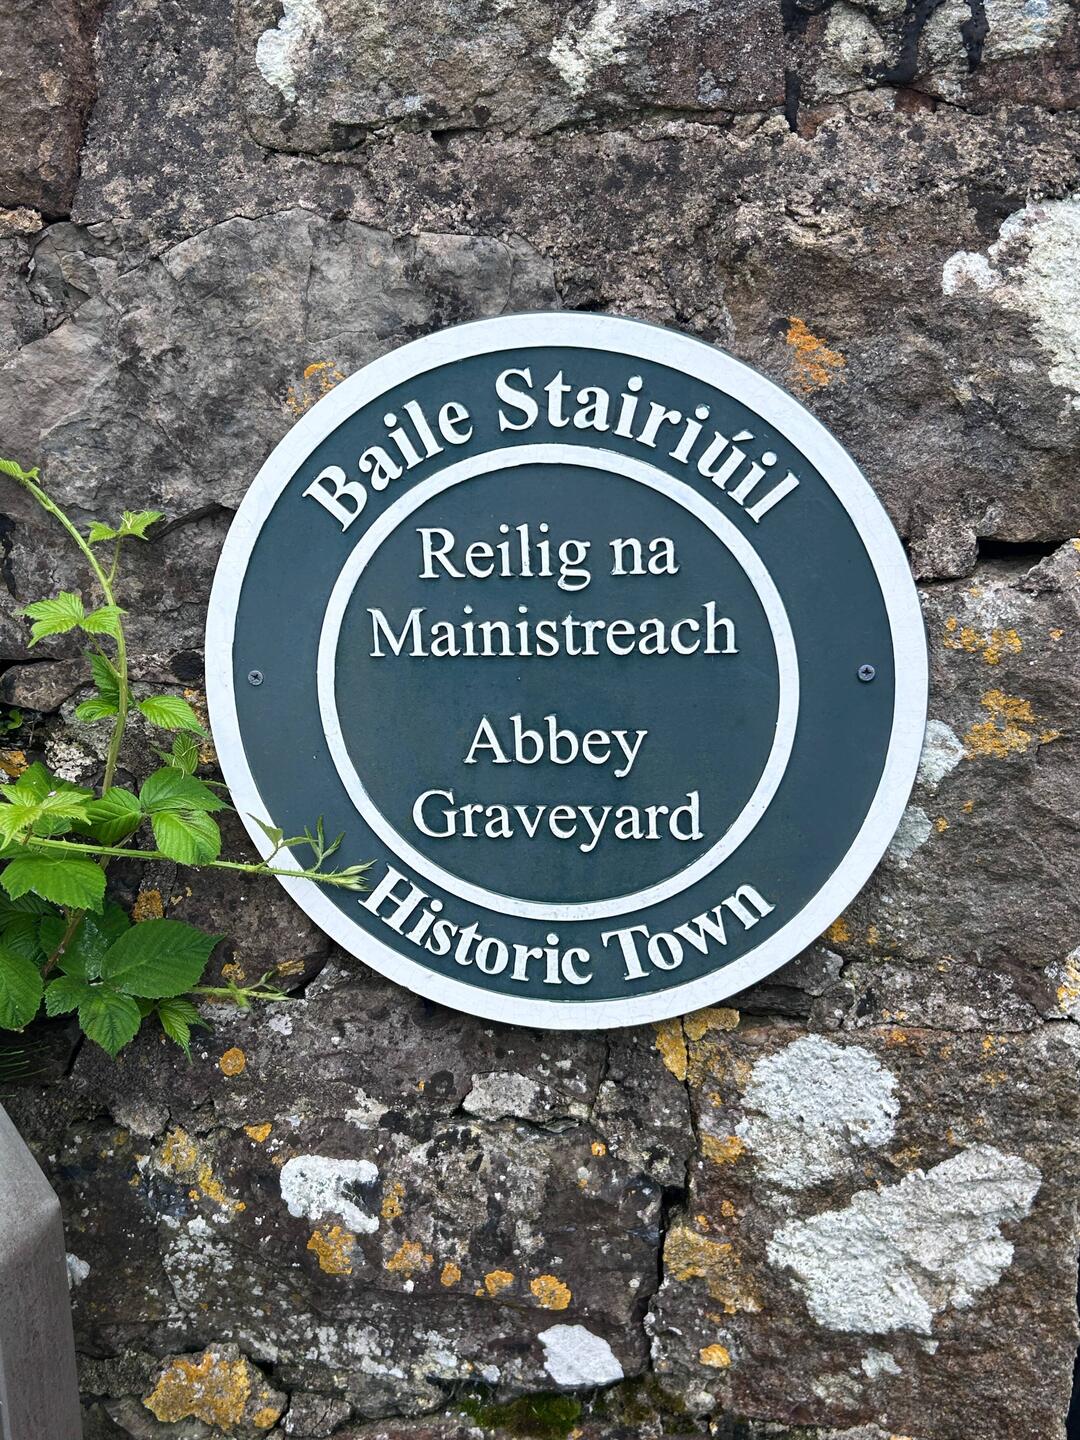 Baile Stairiúil
Reilig na
Mainistreach
Abbey
Graveyard
Historic Town